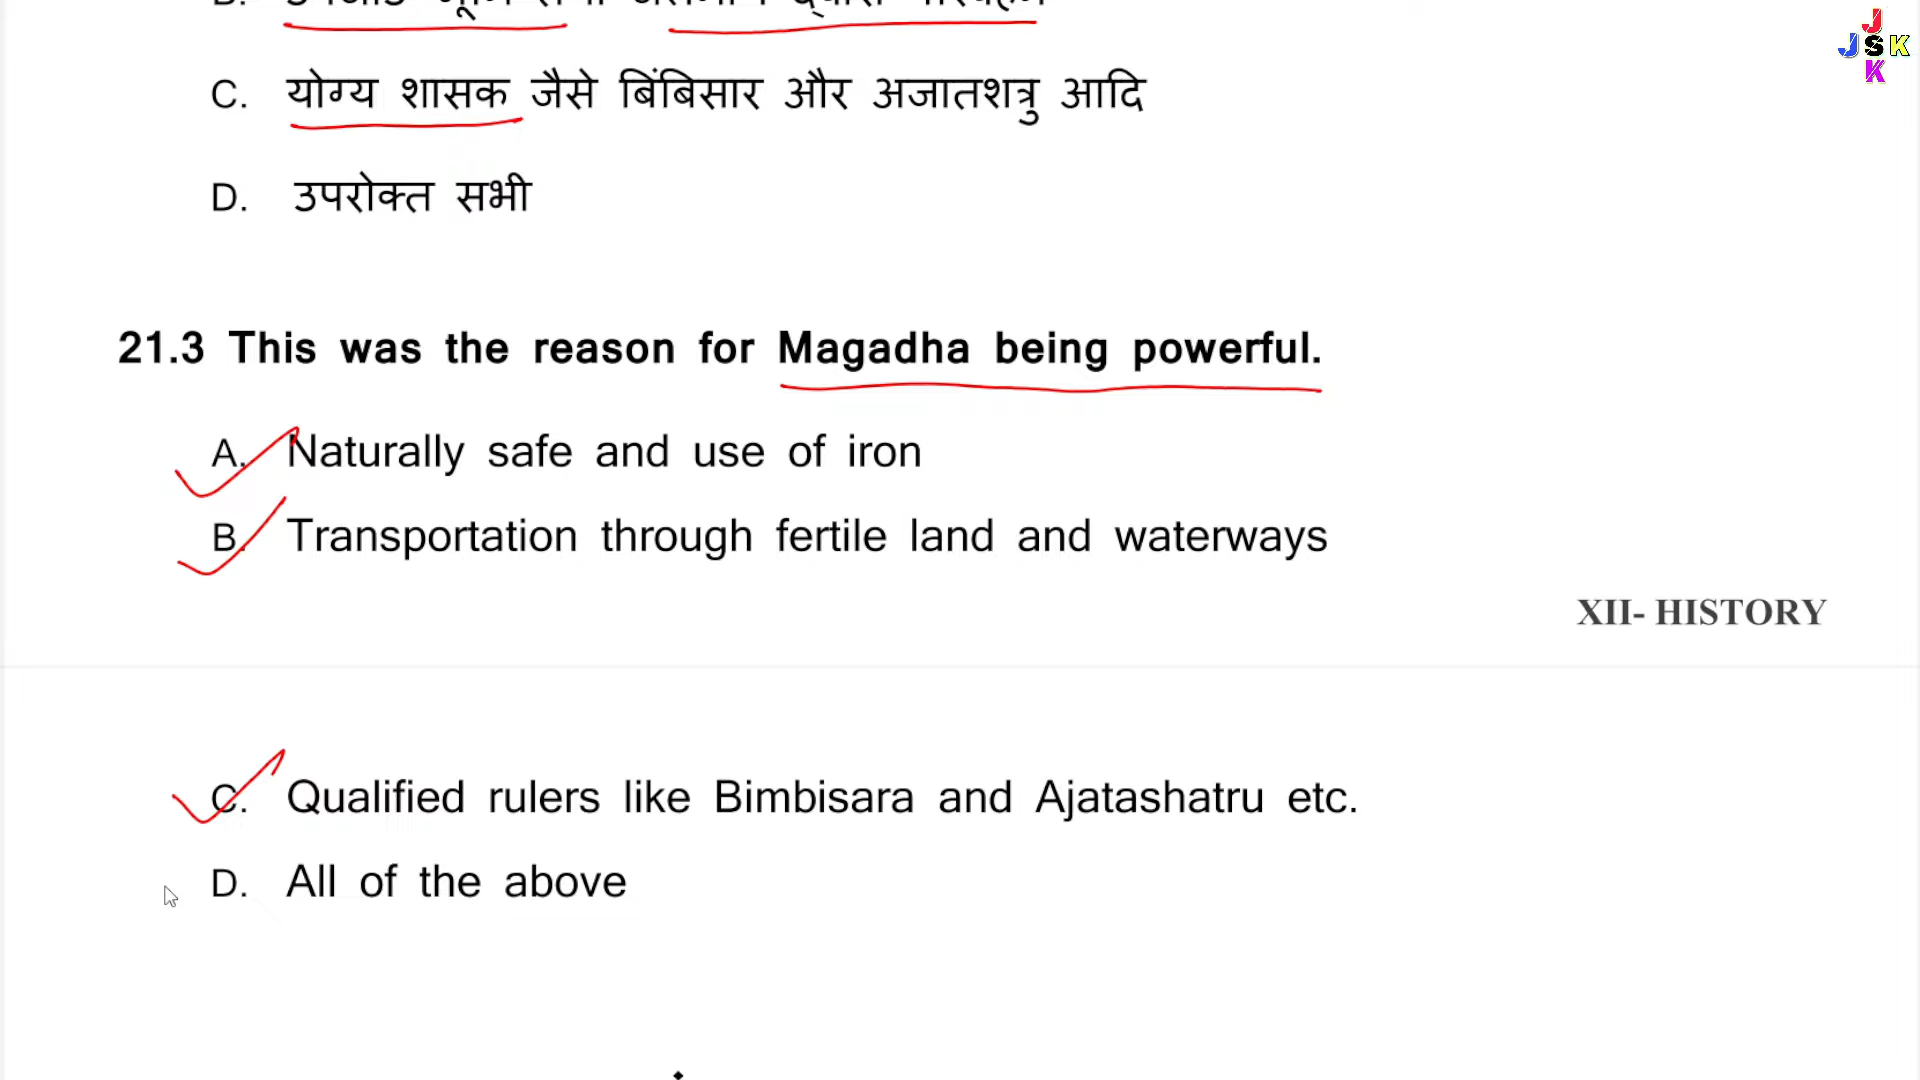 J
J S K
K
C. योग्य शासक जैसे बिंबिसार और अजातशत्रु आदि
D. उपरोक्त सभी
21.3 This was the reason for Magadha being powerful.
A. Naturally safe and use of iron
B. Transportation through fertile land and waterways
XII- HISTORY
C. Qualified rulers like Bimbisara and Ajatashatru etc.
D. All of the above